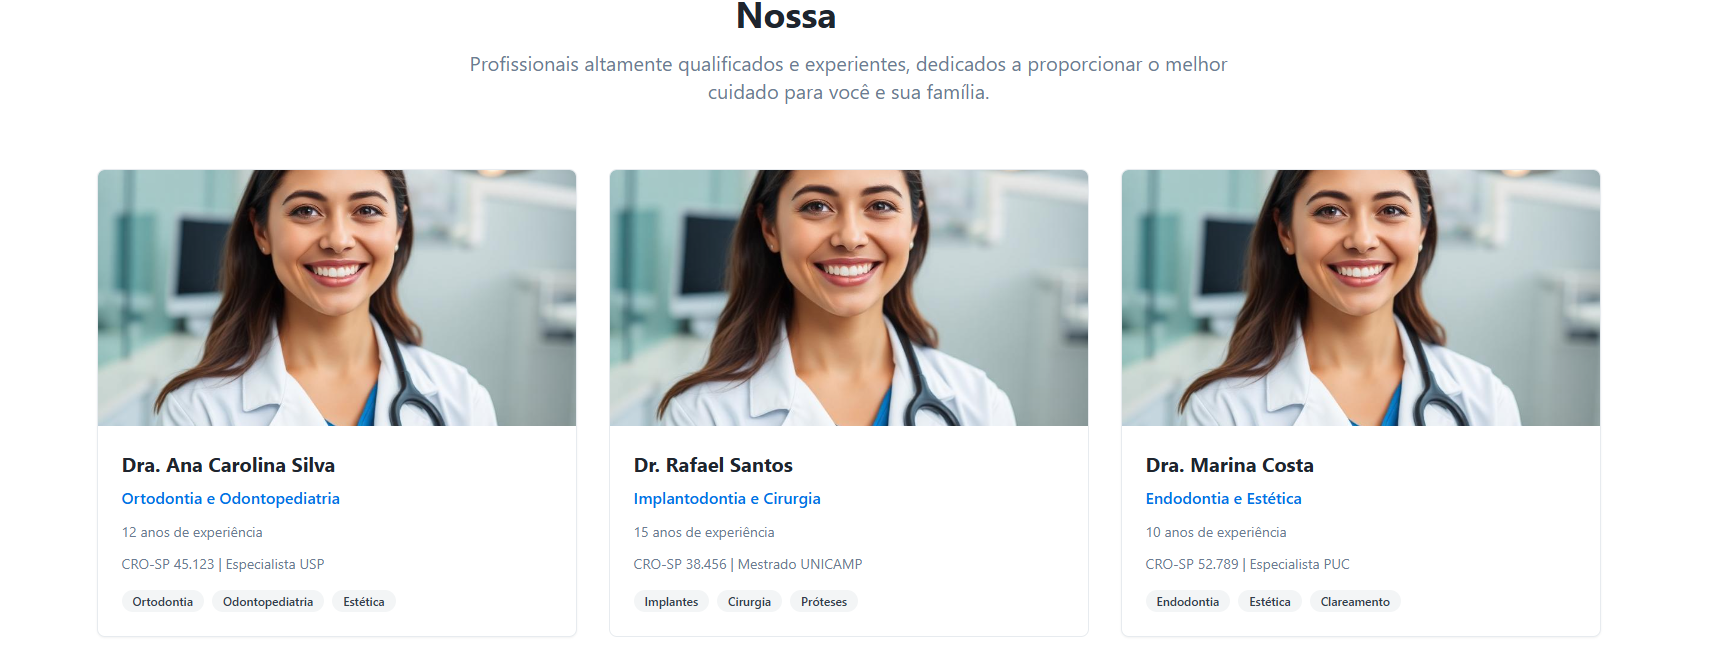 Nossa
Profissionais altamente qualificados e experientes, dedicados a proporcionar o melhor
cuidado para você e sua família.
Dra. Ana Carolina Silva
Ortodontia e Odontopediatria
12 anos de experiência
CRO-SP 45.123 | Especialista USP
Ortodontia
Odontopediatria
Estética
Dr. Rafael Santos
Implantodontia e Cirurgia
15 anos de experiência
CRO-SP 38.456 | Mestrado UNICAMP
Implantes
Cirurgia
Próteses
Dra. Marina Costa
Endodontia e Estética
10 anos de experiência
CRO-SP 52.789 | Especialista PUC
Endodontia
Estética
Clareamento